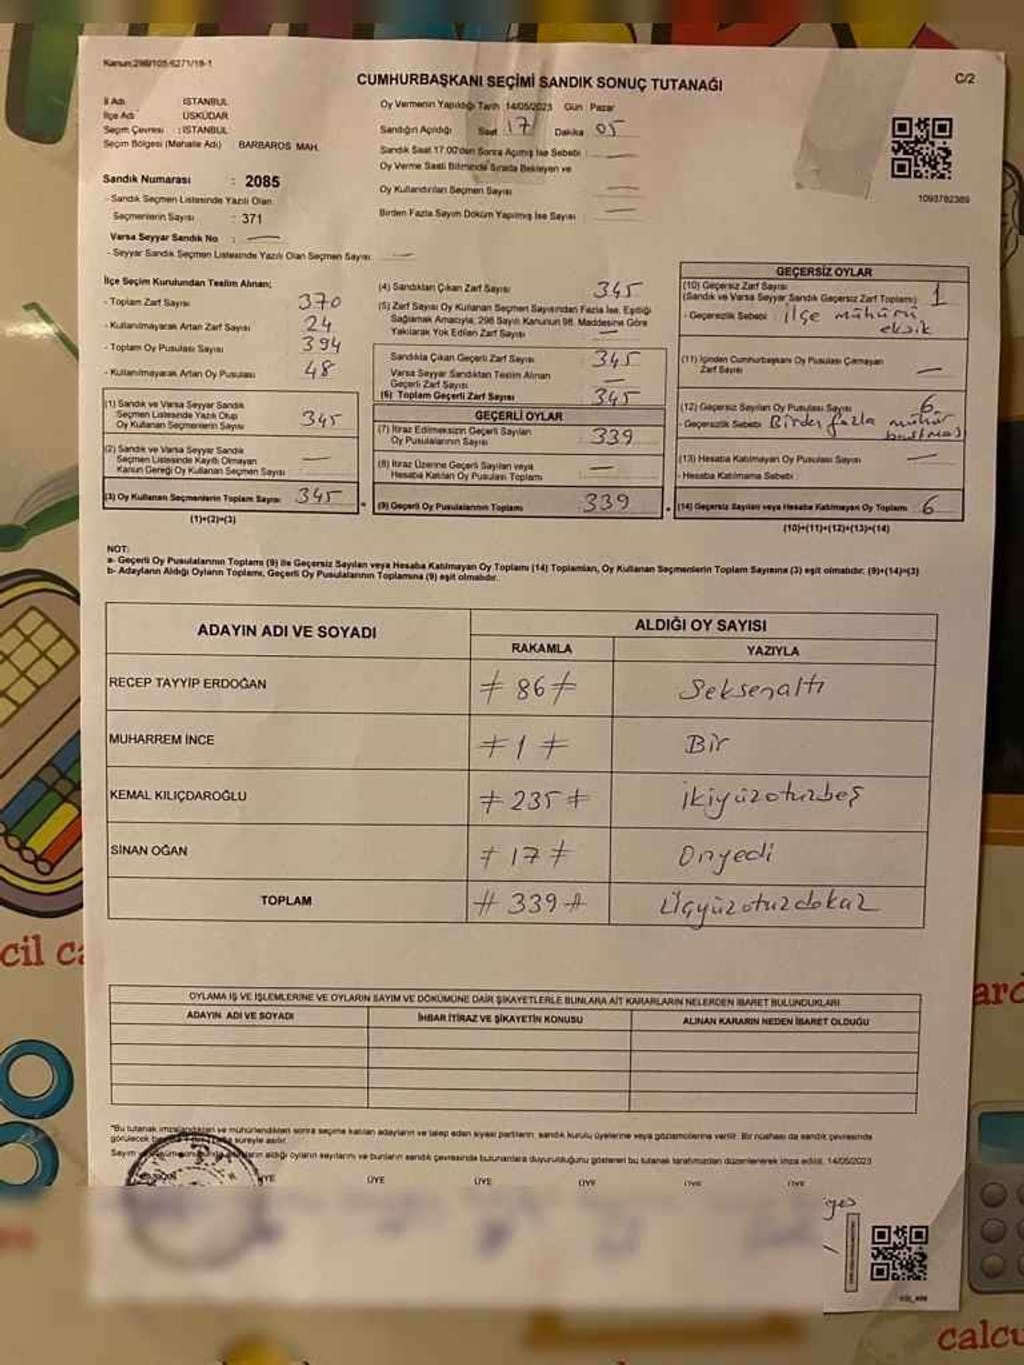 Kanun:298/105-6271/18-1
CUMHURBAŞKANI SEÇİMİ SANDIK SONUÇ TUTANAĞI
C/2
İl Adı İSTANBUL
İlçe Adı ÜSKÜDAR
Seçim Çevresi : İSTANBUL
Seçim Bölgesi (Mahalle Adı) BARBAROS MAH.
Sandık Numarası : 2085
- Sandık Seçmen Listesinde Yazılı Olan
Seçmenlerin Sayısı : 371
Varsa Seyyar Sandık No : —
- Seyyar Sandık Seçmen Listesinde Yazılı Olan Seçmen Sayısı: —
Oy Vermenin Yapıldığı Tarih 14/05/2023 Gün : Pazar
Sandığın Açıldığı Saat 17 Dakika 05
Sandık Saat 17.00'den Sonra Açılmış İse Sebebi : —
Oy Verme Saati Bitiminde Sırada Bekleyen ve
Oy Kullandırılan Seçmen Sayısı —
Birden Fazla Sayım Döküm Yapılmış İse Sayısı : —
1093782389
İlçe Seçim Kurulundan Teslim Alınan;
- Toplam Zarf Sayısı 370
- Kullanılmayacak Artan Zarf Sayısı 24
- Toplam Oy Pusulası Sayısı 394
- Kullanılmayarak Artan Oy Pusulası 48
(1) Sandık ve Varsa Seyyar Sandık
Seçmen Listesinde Yazılı Olup
Oy Kullanan Seçmenlerin Sayısı 345
(2) Sandık ve Varsa Seyyar Sandık
Seçmen Listesinde Kayıtlı Olmayan
Kanun Gereği Oy Kullanan Seçmen Sayısı —
(3) Oy Kullanan Seçmenlerin Toplam Sayısı 345
(1)+(2)=(3)
(4) Sandıktan Çıkan Zarf Sayısı 345
(5) Zarf Sayısı Oy Kullanan Seçmen Sayısından Fazla İse, Eşitliği
Sağlamak Amacıyla; 298 Sayılı Kanunun 98. Maddesine Göre
Yakılarak Yok Edilen Zarf Sayısı —
Sandıkla Çıkan Geçerli Zarf Sayısı 345
Varsa Seyyar Sandıktan Teslim Alınan
Geçerli Zarf Sayısı —
(6) Toplam Geçerli Zarf Sayısı 345
GEÇERLİ OYLAR
(7) İtiraz Edilmeksizin Geçerli Sayılan
Oy Pusulalarının Sayısı 339
(8) İtiraz Üzerine Geçerli Sayılan veya
Hesaba Katılan Oy Pusulası Toplamı —
(9) Geçerli Oy Pusulalarının Toplamı 339
GEÇERSİZ OYLAR
(10) Geçersiz Zarf Sayısı
(Sandık ve Varsa Seyyar Sandık Geçersiz Zarf Toplamı) 1
- Geçersizlik Sebebi: İlçe mühürü
eksik
(11) İçinden Cumhurbaşkanı Oy Pusulası Çıkmayan
Zarf Sayısı —
(12) Geçersiz Sayılan Oy Pusulası Sayısı 6
- Geçersizlik Sebebi Birden fazla mühür
basılması
(13) Hesaba Katılmayan Oy Pusulası Sayısı —
- Hesaba Katılmama Sebebi :
(14) Geçersiz Sayılan veya Hesaba Katılmayan Oy Toplamı 6
(10)+(11)+(12)+(13)=(14)
NOT:
a- Geçerli Oy Pusulalarının Toplamı (9) ile Geçersiz Sayılan veya Hesaba Katılmayan Oy Toplamı (14) Toplamları, Oy Kullanan Seçmenlerin Toplam Sayısına (3) eşit olmalıdır. (9)+(14)=(3)
b- Adayların Aldığı Oyların Toplamı, Geçerli Oy Pusulalarının Toplamına (9) eşit olmalıdır.
ADAYIN ADI VE SOYADI ALDIĞI OY SAYISI
RAKAMLA YAZIYLA
RECEP TAYYİP ERDOĞAN ≠ 86 ≠ Seksenaltı
MUHARREM İNCE ≠ 1 ≠ Bir
KEMAL KILIÇDAROĞLU ≠ 235 ≠ ikiyüzotuzbeş
SİNAN OĞAN ≠ 17 ≠ Onyedi
TOPLAM # 339 # Üçyüzotuzdokuz
OYLAMA İŞ VE İŞLEMLERİNE VE OYLARIN SAYIM VE DÖKÜMÜNE DAİR ŞİKAYETLERLE BUNLARA AİT KARARLARIN NELERDEN İBARET BULUNDUKLARI
ADAYIN ADI VE SOYADI İHBAR İTİRAZ VE ŞİKAYETİN KONUSU ALINAN KARARIN NEDEN İBARET OLDUĞU
*Bu tutanak imzalandıktan ve mühürlendikten sonra seçime katılan adayların ve talep eden siyasi partilerin, sandık kurulu üyelerine veya gözlemcilerine verilir. Bir nüshası da sandık çevresinde
görülecek süreyle asılır.
Sayım aldığı oyların sayılarını ve bunların sandık çevresinde bulunanlara duyurulduğunu gösteren bu tutanak tarafımızdan düzenlenerek imza edildi. 14/05/2023
ÜYE ÜYE ÜYE ÜYE ÜYE
cil ca
calcu